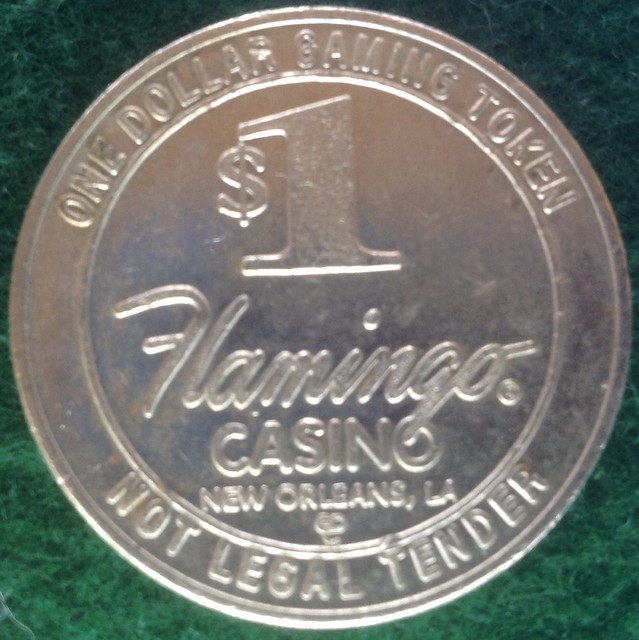 ONE DOLLAR GAMING TOKEN
$1
Flamingo
CASINO
NEW ORLEANS, LA
NOT LEGAL TENDER